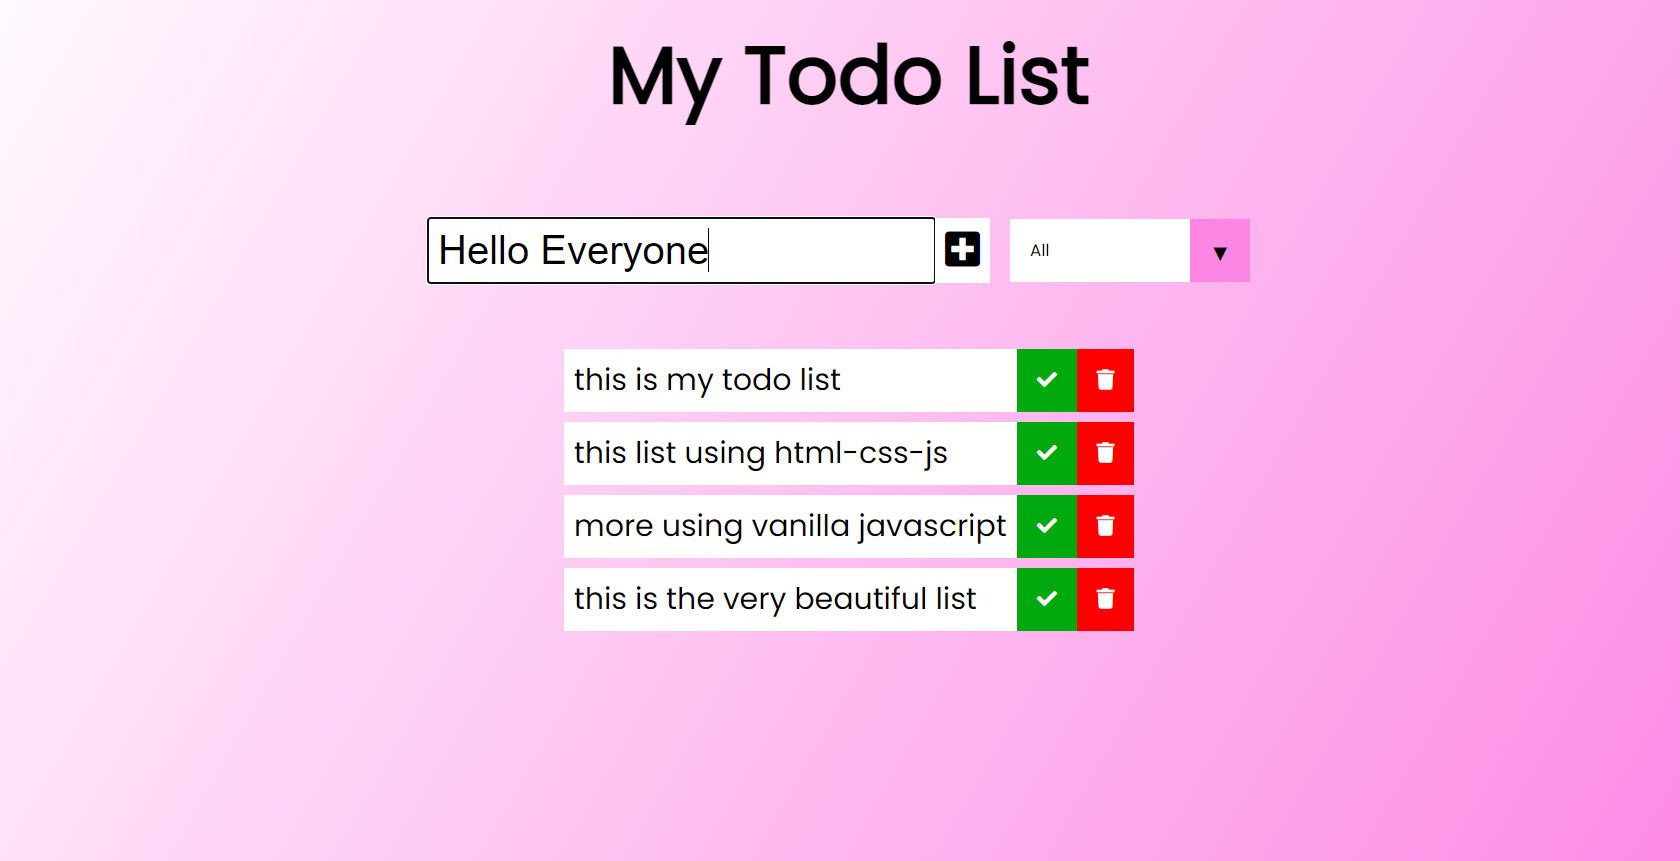 My Todo List
Hello Everyone
All
this is my todo list
this list using html-css-js
more using vanilla javascript
this is the very beautiful list